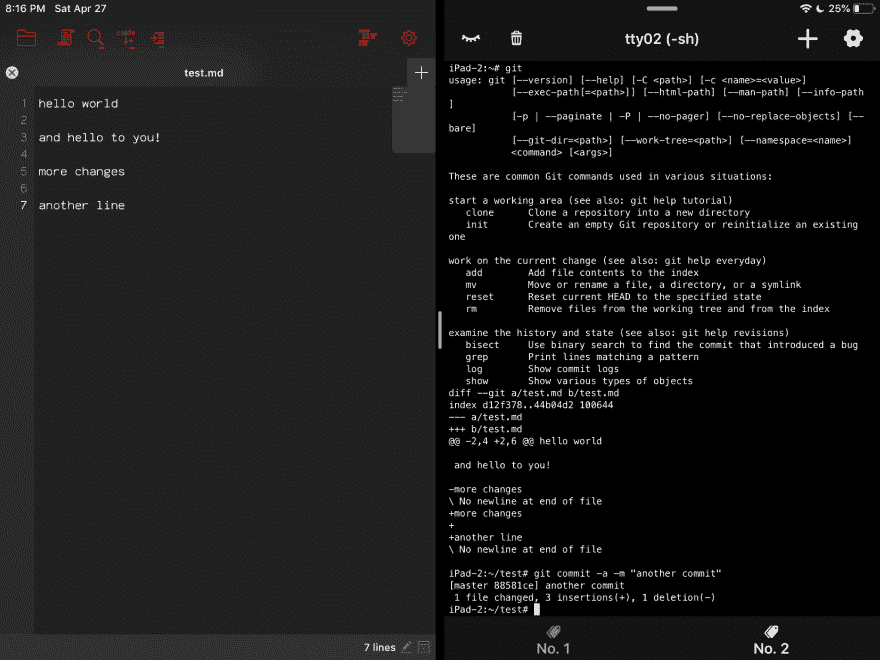 8:16 PM Sat Apr 27
25%
test.md
1 hello world
2
3 and hello to you!
4
5 more changes
6
7 another line
7 lines
tty02 (-sh)
iPad-2:~# git
usage: git [--version] [--help] [-C <path>] [-c <name>=<value>]
[--exec-path[=<path>]] [--html-path] [--man-path] [--info-path
]
[-p | --paginate | -P | --no-pager] [--no-replace-objects] [--
bare]
[--git-dir=<path>] [--work-tree=<path>] [--namespace=<name>]
<command> [<args>]
These are common Git commands used in various situations:
start a working area (see also: git help tutorial)
clone Clone a repository into a new directory
init Create an empty Git repository or reinitialize an existing
one
work on the current change (see also: git help everyday)
add Add file contents to the index
mv Move or rename a file, a directory, or a symlink
reset Reset current HEAD to the specified state
rm Remove files from the working tree and from the index
examine the history and state (see also: git help revisions)
bisect Use binary search to find the commit that introduced a bug
grep Print lines matching a pattern
log Show commit logs
show Show various types of objects
diff --git a/test.md b/test.md
index d12f378..44b04d2 100644
--- a/test.md
+++ b/test.md
@@ -2,4 +2,6 @@ hello world
and hello to you!
-more changes
\ No newline at end of file
+more changes
+
+another line
\ No newline at end of file
iPad-2:~/test# git commit -a -m "another commit"
[master 88581ce] another commit
1 file changed, 3 insertions(+), 1 deletion(-)
iPad-2:~/test#
No. 1
No. 2